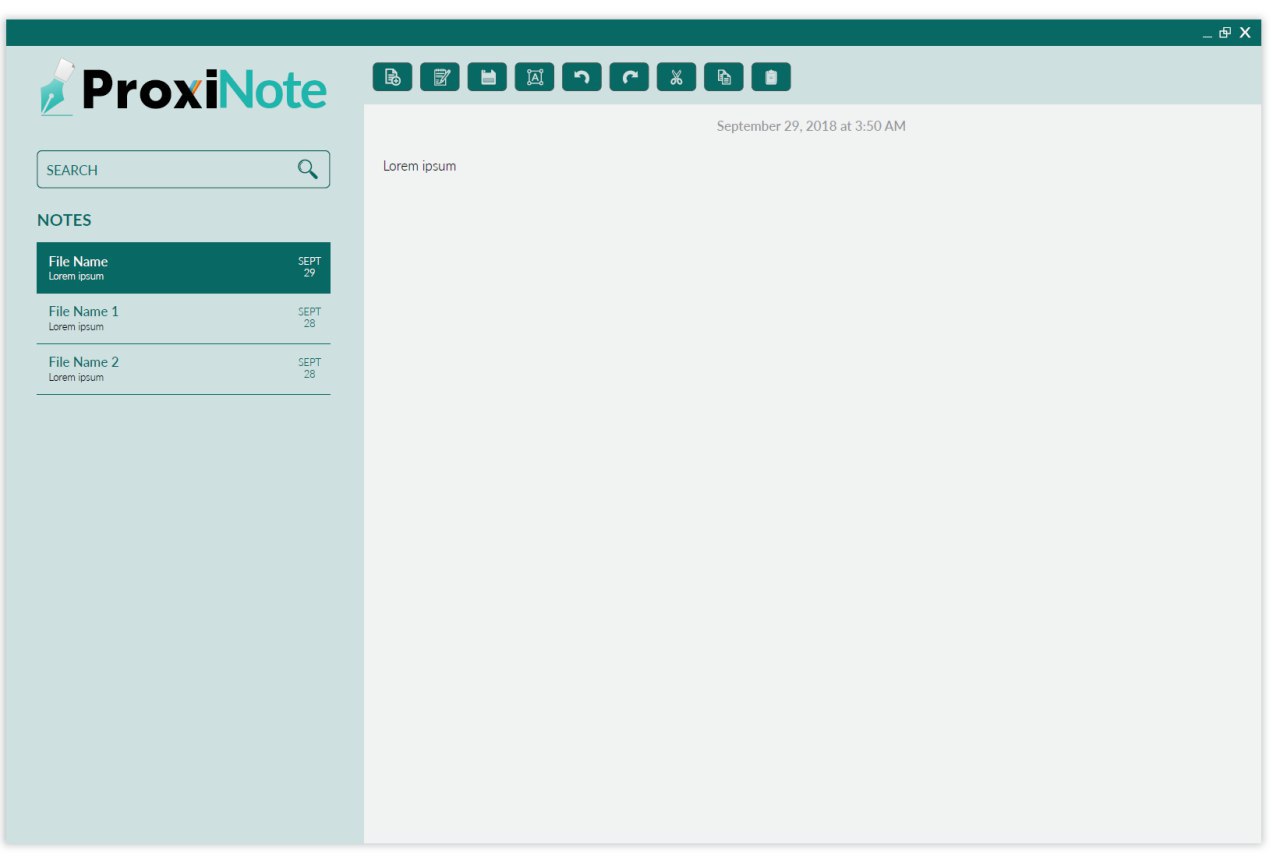 ProxiNote
SEARCH
NOTES
File Name
Lorem ipsum
SEPT
29
File Name 1
Lorem ipsum
SEPT
28
File Name 2
Lorem ipsum
SEPT
28
September 29, 2018 at 3:50 AM
Lorem ipsum